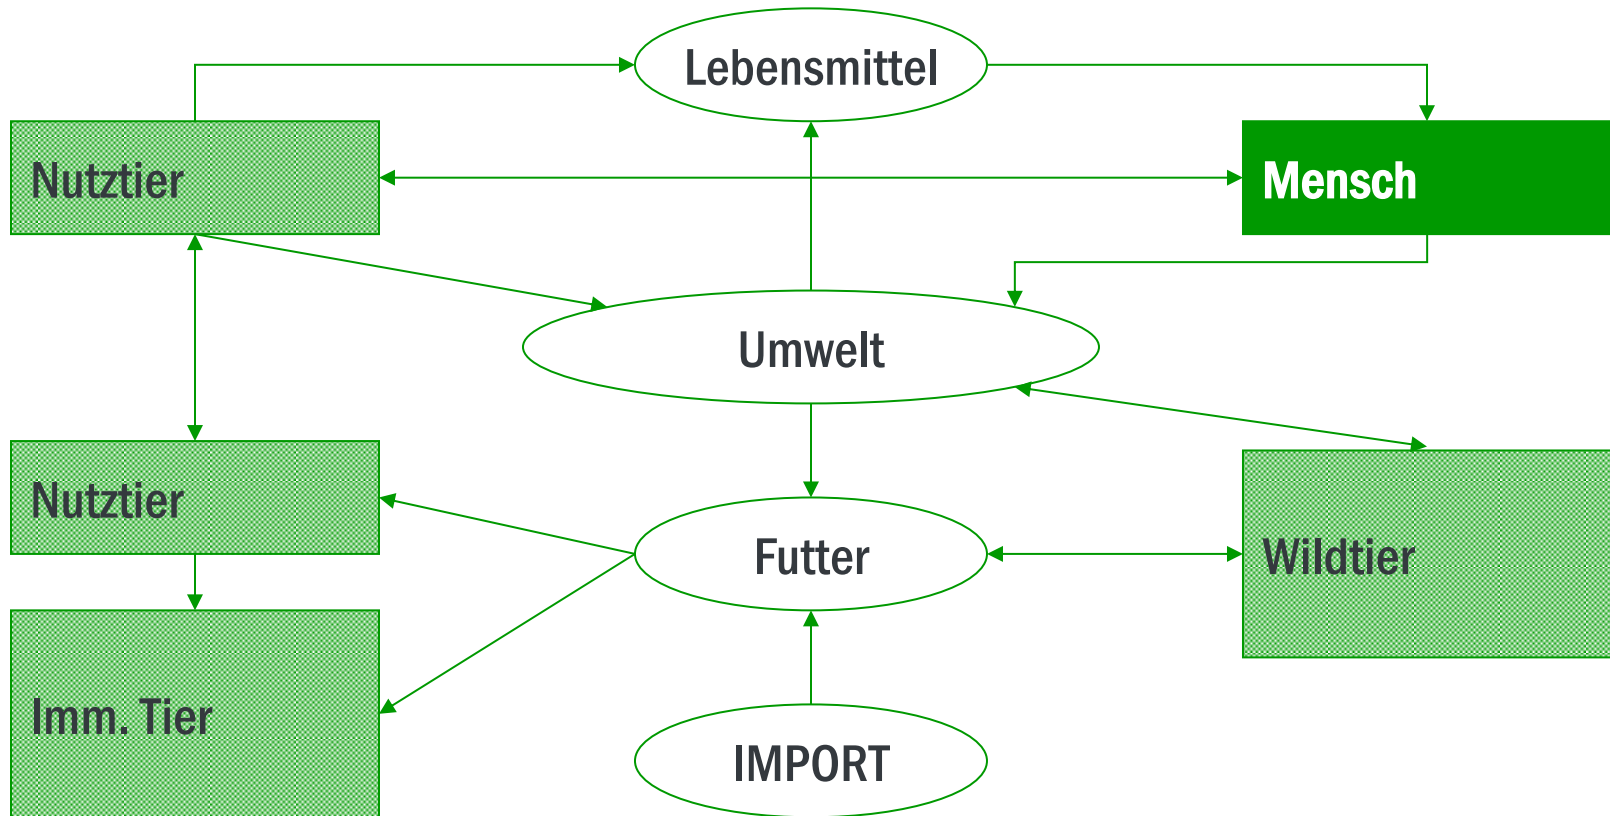 Lebensmittel
Nutztier
Mensch
Umwelt
Nutztier
Futter
Wildtier
Imm. Tier
IMPORT